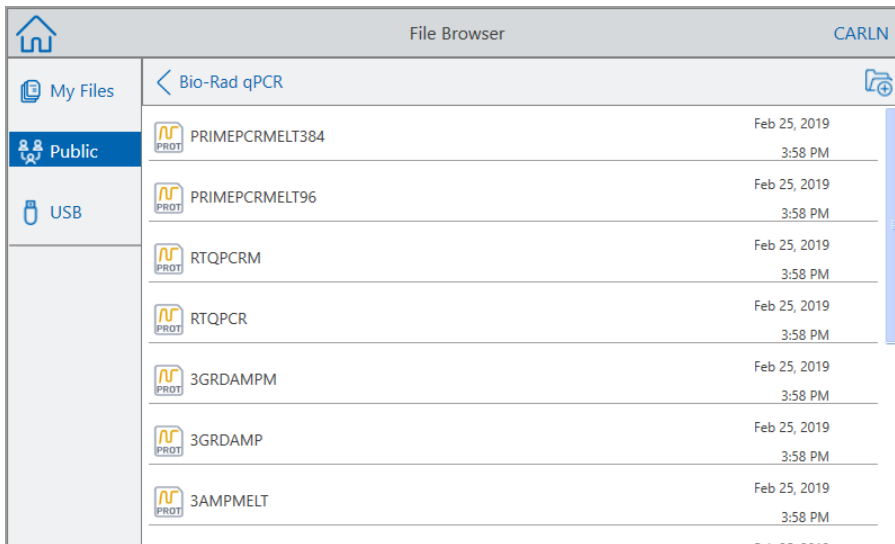 File Browser
CARLN
My Files
Public
USB
Bio-Rad qPCR
PROT
PRIMEPCRMELT384
Feb 25, 2019
3:58 PM
PROT
PRIMEPCRMELT96
Feb 25, 2019
3:58 PM
PROT
RTQPCRM
Feb 25, 2019
3:58 PM
PROT
RTQPCR
Feb 25, 2019
3:58 PM
PROT
3GRDAMPM
Feb 25, 2019
3:58 PM
PROT
3GRDAMP
Feb 25, 2019
3:58 PM
PROT
3AMPMELT
Feb 25, 2019
3:58 PM